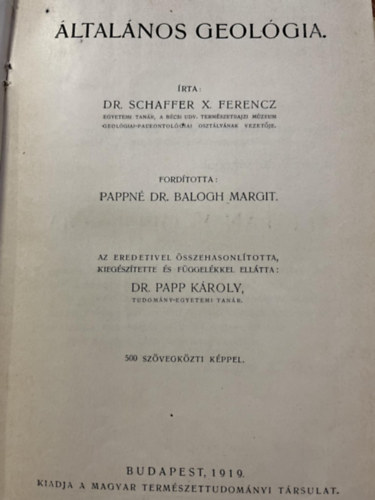 ÁLTALÁNOS GEOLÓGIA.
ÍRTA:
DR. SCHAFFER X. FERENCZ
EGYETEMI TANÁR, A BÉCSI UDV. TERMÉSZETRAJZI MÚZEUM
GEOLÓGIAI-PALEONTOLÓGIAI OSZTÁLYÁNAK VEZETŐJE.
FORDÍTOTTA:
PAPPNÉ DR. BALOGH MARGIT.
AZ EREDETIVEL ÖSSZEHASONLÍTOTTA,
KIEGÉSZÍTETTE ÉS FÜGGELÉKKEL ELLÁTTA:
DR. PAPP KÁROLY,
TUDOMÁNY-EGYETEMI TANÁR.
500 SZÖVEGKÖZTI KÉPPEL.
BUDAPEST, 1919.
KIADJA A MAGYAR TERMÉSZETTUDOMÁNYI TÁRSULAT.